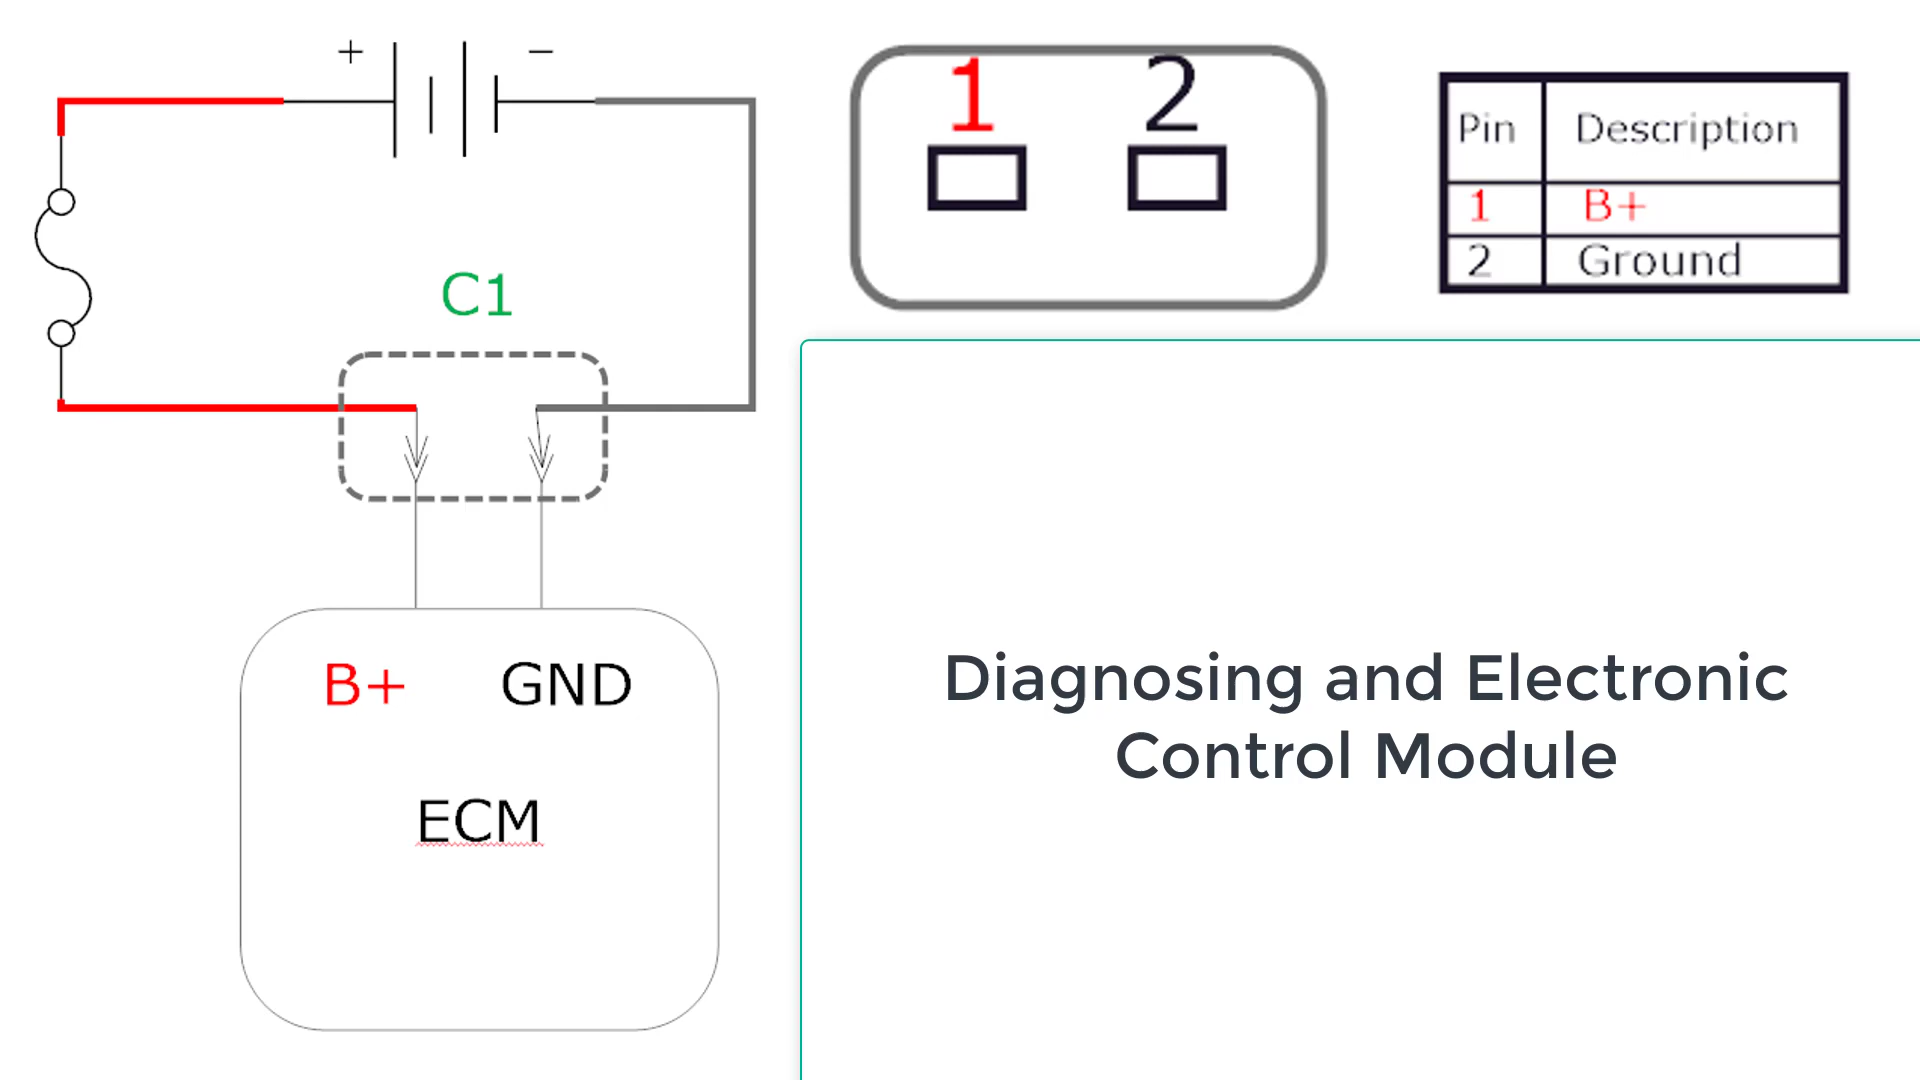 + −
C1
B+ GND
ECM
1 2
Pin Description
1 B+
2 Ground
Diagnosing and Electronic
Control Module